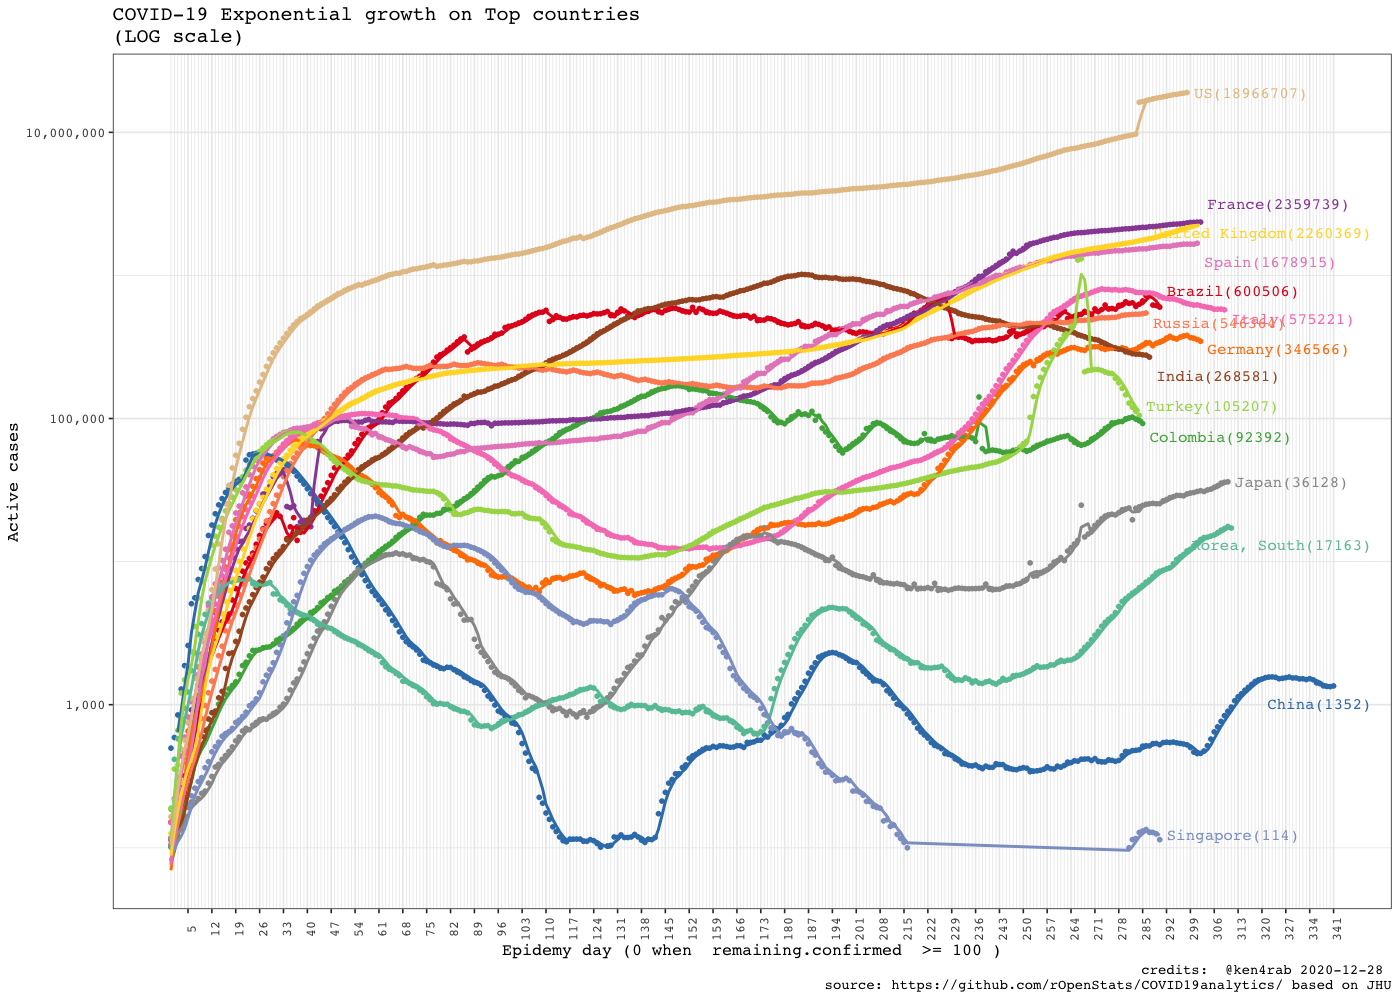 COVID-19 Exponential growth on Top countries
(LOG scale)
US(18966707)
10,000,000
France(2359739)
United Kingdom(2260369)
Spain(1678915)
Brazil(600506)
Italy(575221)
Germany(346566)
India(268581)
Turkey(105207)
100,000
Colombia(92392)
Japan(36128)
Korea, South(17163)
1,000
China(1352)
Singapore(114)
Active cases
5 12 19 26 33 40 47 54 61 68 75 82 89 96 103 110 117 124 131 138 145 152 159 166 173 180 187 194 201 208 215 222 229 236 243 250 257 264 271 278 285 292 299 306 313 320 327 334 341
Epidemy day (0 when  remaining.confirmed  >= 100 )
credits:  @ken4rab 2020-12-28
source: https://github.com/rOpenStats/COVID19analytics/ based on JHU